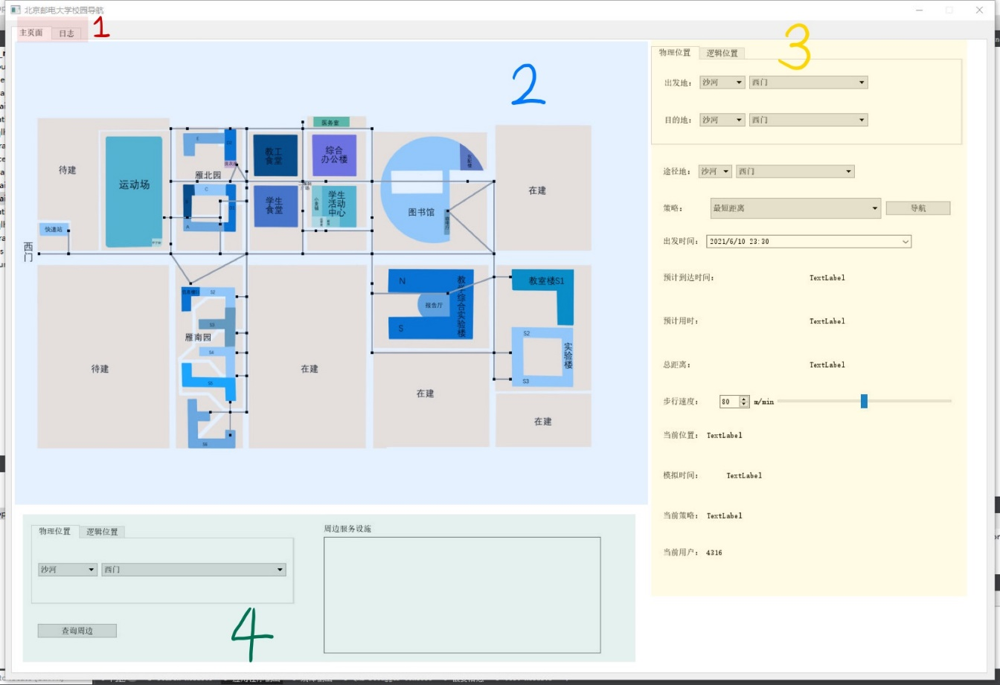 北京邮电大学校园导航
主页面 日志
1
2
3
4
医务室
待建
运动场
雁北园
C
A
教工
食堂
综合
办公楼
学生
食堂
学生
活动
中心
图书馆
在建
快递站
西
门
待建
S2
S3
雁南园
S4
S5
S6
在建
N
教学综合实验楼
报告厅
S
在建
教室楼S1
S2
实验楼
S3
在建
物理位置 逻辑位置
出发地: 沙河 西门
目的地: 沙河 西门
途径地: 沙河 西门
策略: 最短距离 导航
出发时间: 2021/6/10 23:30
预计到达时间: TextLabel
预计用时: TextLabel
总距离: TextLabel
步行速度: 80 m/min
当前位置: TextLabel
模拟时间: TextLabel
当前策略: TextLabel
当前用户: 4316
物理位置 逻辑位置
沙河 西门
查询周边
周边服务设施